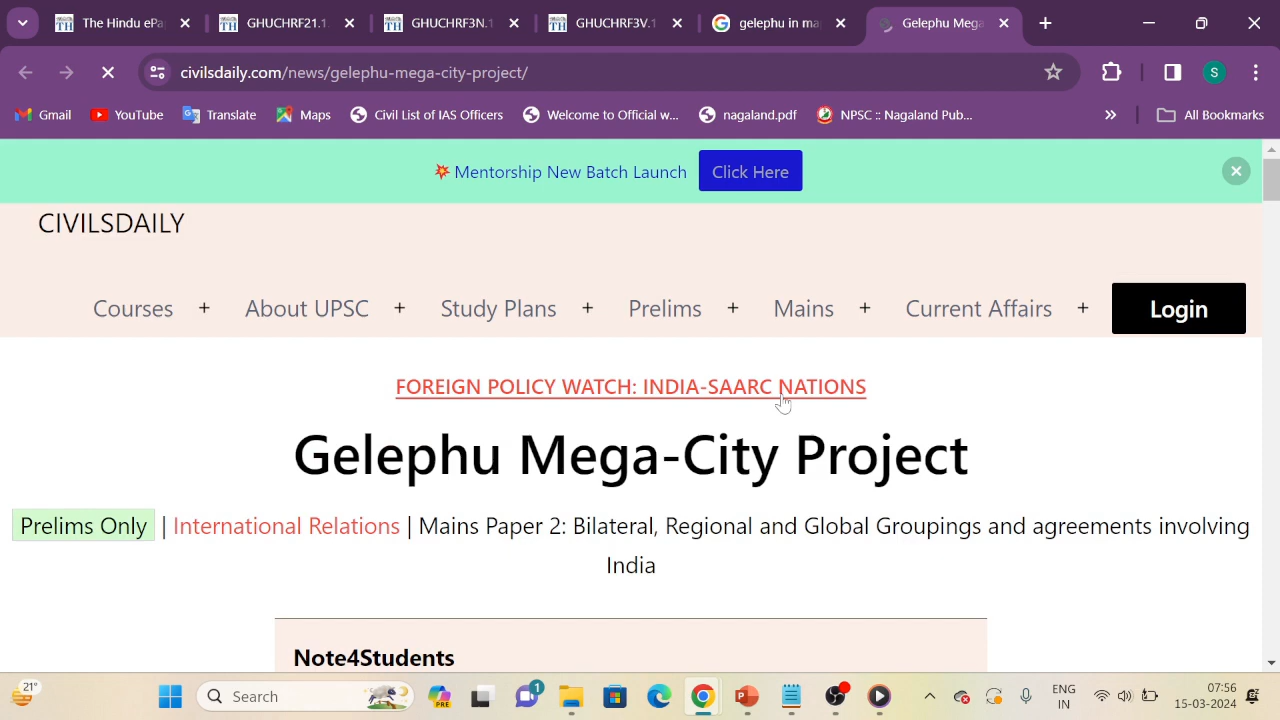 The Hindu ePa
GHUCHRF21.1
GHUCHRF3N.1
GHUCHRF3V.1
gelephu in ma
Gelephu Mega
civilsdaily.com/news/gelephu-mega-city-project/
S
Gmail
YouTube
Translate
Maps
Civil List of IAS Officers
Welcome to Official w...
nagaland.pdf
NPSC :: Nagaland Pub...
»
All Bookmarks
Mentorship New Batch Launch
Click Here
CIVILSDAILY
Courses +
About UPSC +
Study Plans +
Prelims +
Mains +
Current Affairs +
Login
FOREIGN POLICY WATCH: INDIA-SAARC NATIONS
Gelephu Mega-City Project
Prelims Only | International Relations | Mains Paper 2: Bilateral, Regional and Global Groupings and agreements involving
India
Note4Students
21°
Search
PRE
1
ENG
IN
07:56
15-03-2024